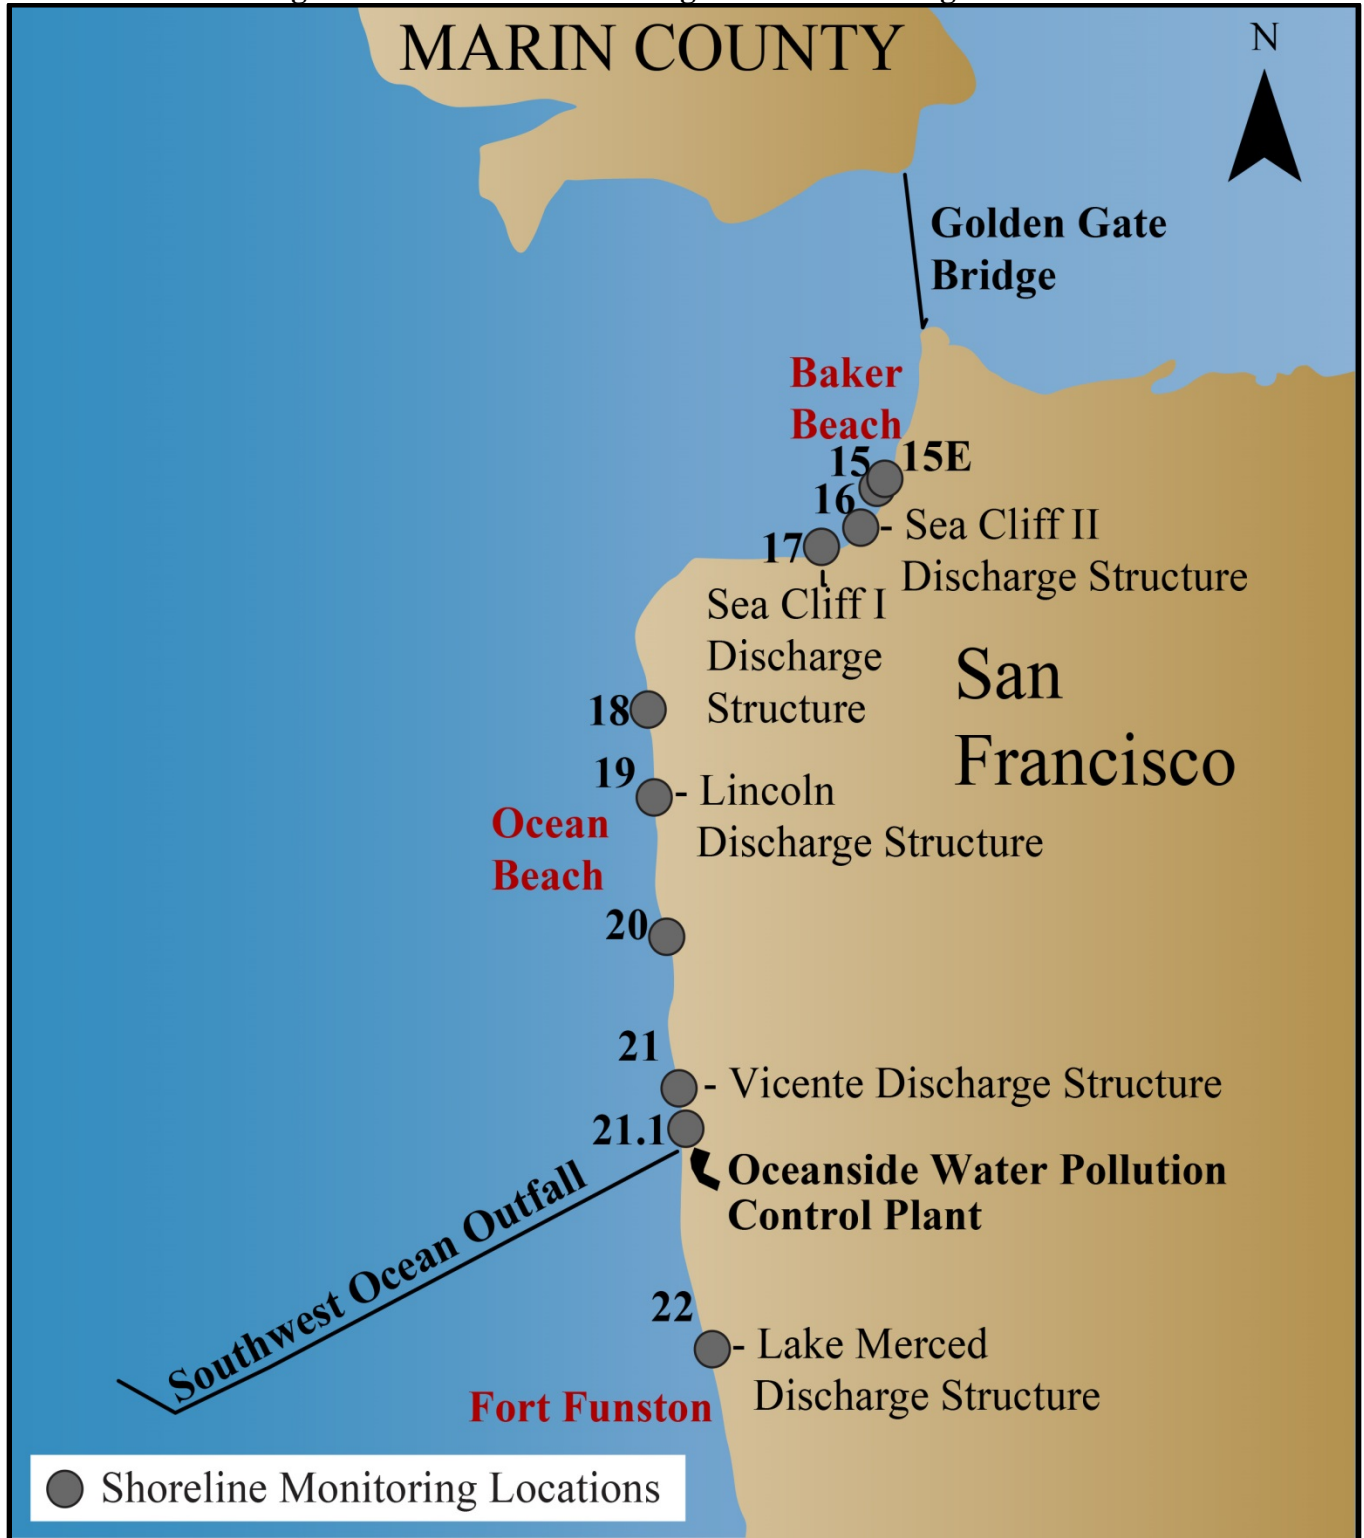 MARIN COUNTY
N
Golden Gate
Bridge
Baker
Beach
15
15E
16
Sea Cliff II
Discharge Structure
17
Sea Cliff I
Discharge
Structure
San
Francisco
18
19
Lincoln
Discharge Structure
Ocean
Beach
20
21
Vicente Discharge Structure
21.1
Oceanside Water Pollution
Control Plant
Southwest Ocean Outfall
22
Lake Merced
Discharge Structure
Fort Funston
Shoreline Monitoring Locations